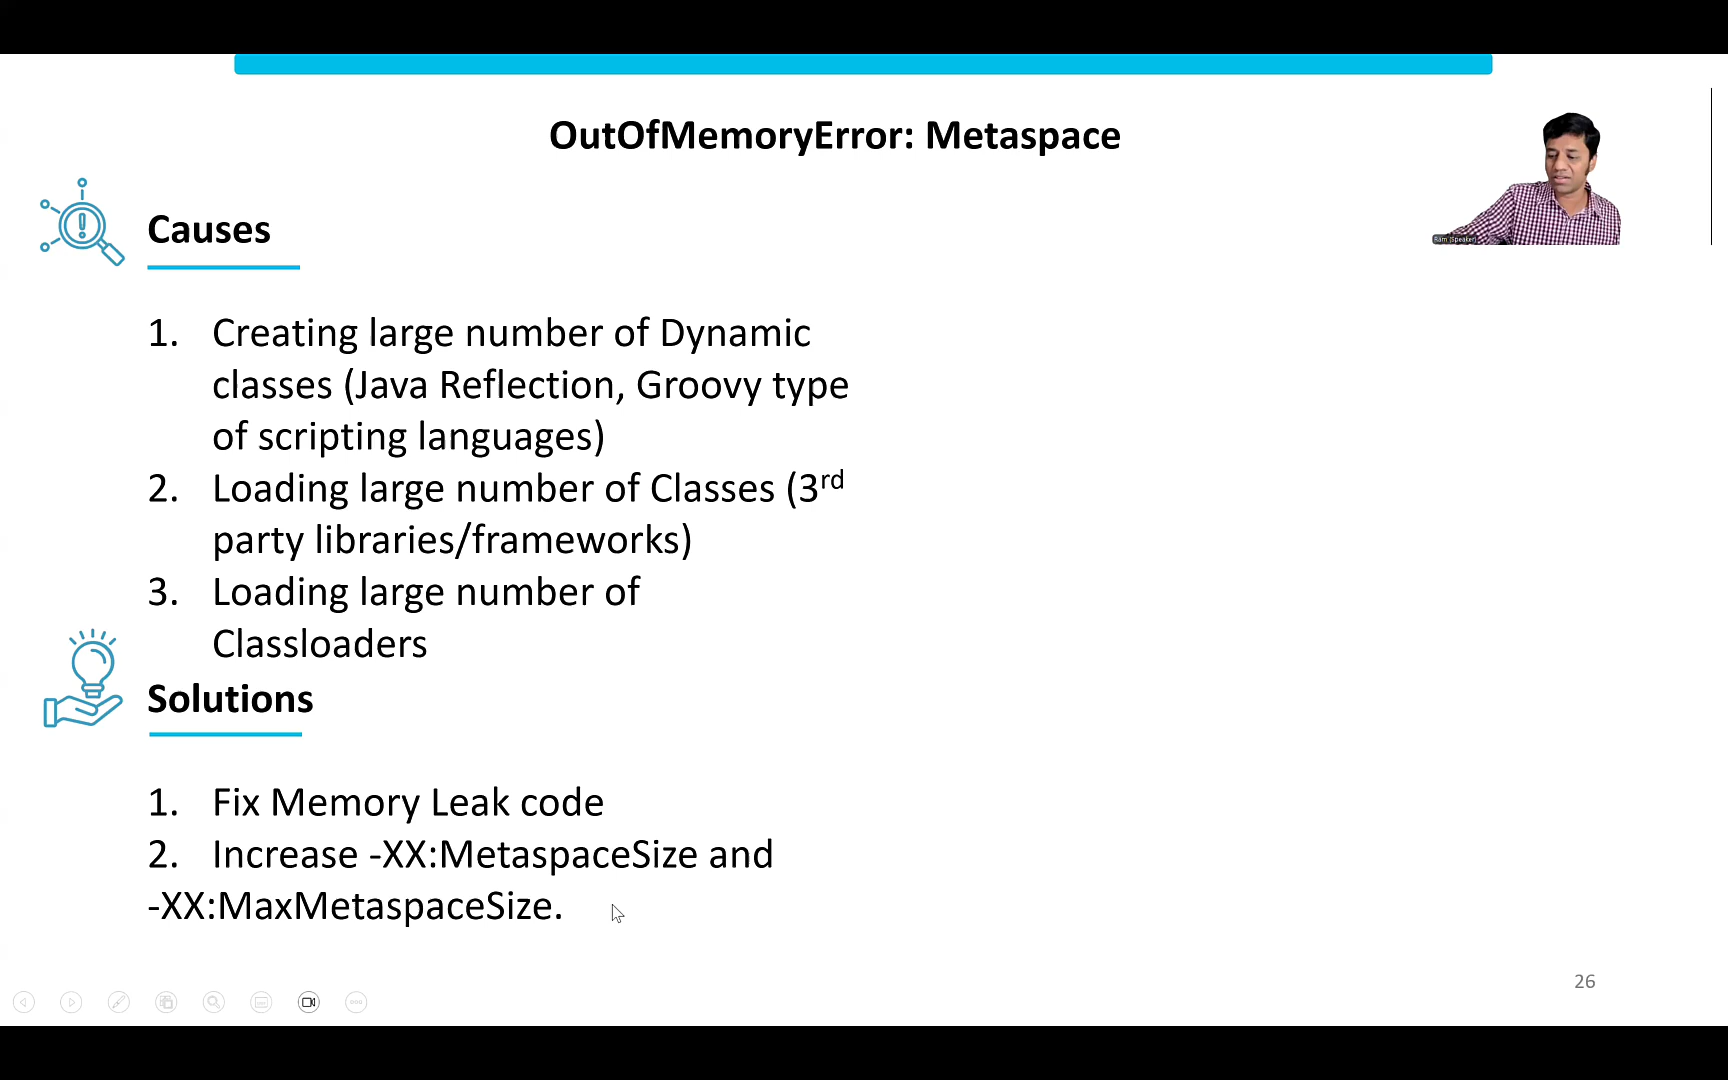 OutOfMemoryError: Metaspace
Ram (Speaker)
Causes
1. Creating large number of Dynamic
classes (Java Reflection, Groovy type
of scripting languages)
2. Loading large number of Classes (3rd
party libraries/frameworks)
3. Loading large number of
Classloaders
Solutions
1. Fix Memory Leak code
2. Increase -XX:MetaspaceSize and
-XX:MaxMetaspaceSize.
26